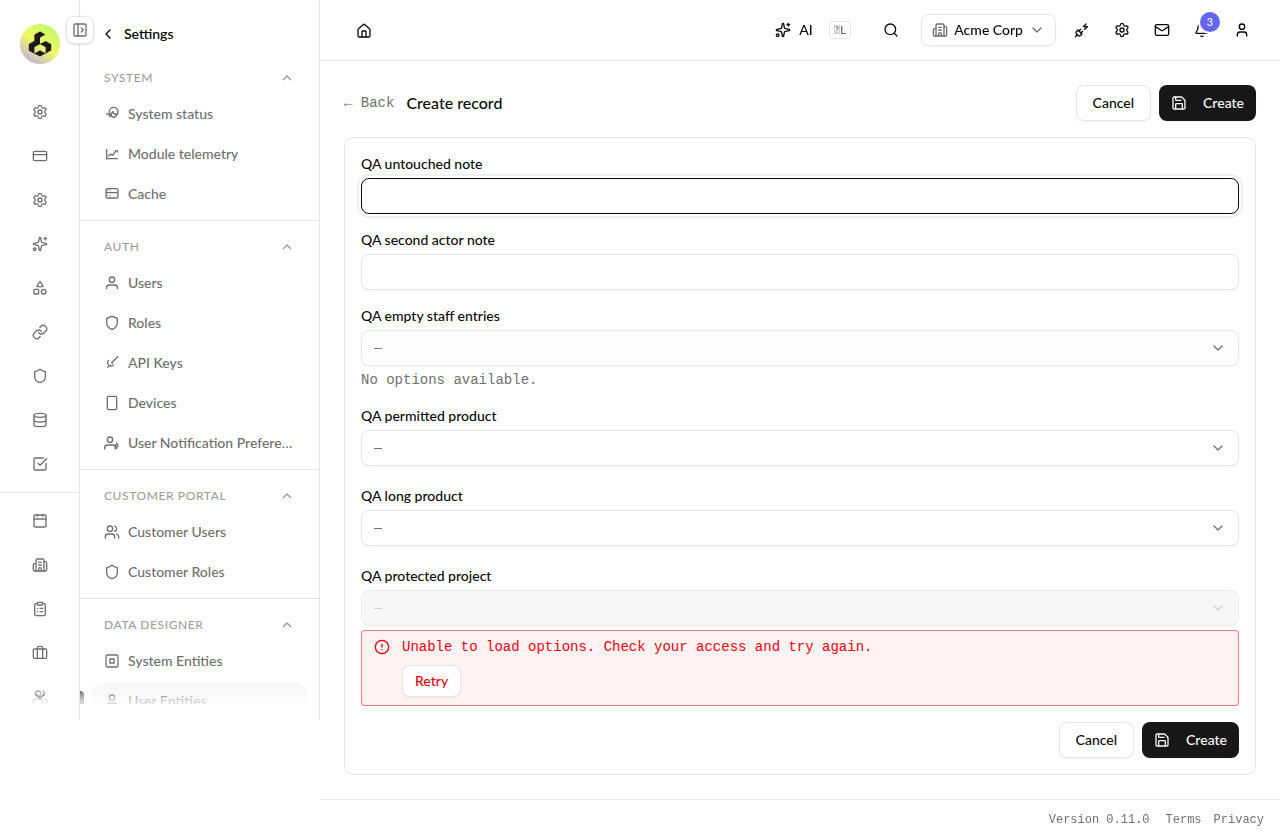 Settings
SYSTEM
System status
Module telemetry
Cache
AUTH
Users
Roles
API Keys
Devices
User Notification Prefere...
CUSTOMER PORTAL
Customer Users
Customer Roles
DATA DESIGNER
System Entities
User Entities
AI
L
Acme Corp
3
← Back Create record
Cancel
Create
QA untouched note
QA second actor note
QA empty staff entries
—
No options available.
QA permitted product
—
QA long product
—
QA protected project
—
Unable to load options. Check your access and try again.
Retry
Cancel
Create
Version 0.11.0 Terms Privacy